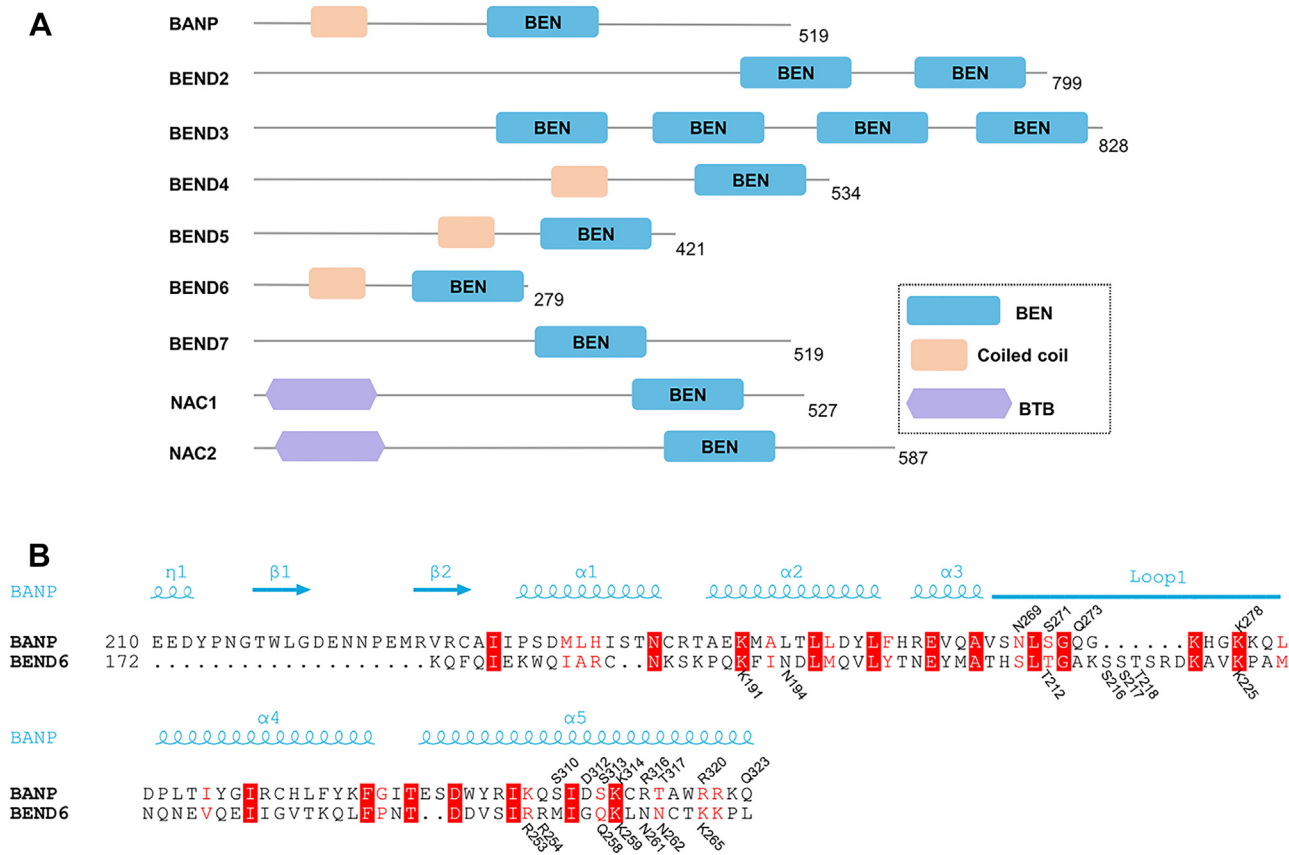 A
BANP BEN 519
BEND2 BEN BEN 799
BEND3 BEN BEN BEN BEN 828
BEND4 BEN 534
BEND5 BEN 421
BEND6 BEN 279
BEND7 BEN 519
NAC1 BEN 527
NAC2 BEN 587
BEN
Coiled coil
BTB
B
η1 β1 β2 α1 α2 α3 Loop1
BANP
N269 S271 Q273 K278
BANP 210 EEDYPNGTWLGDENNPEMRVRCAIIPSDMLHISTNCRTAEKMALTLLDYLFHREVQAVSNLSGQG......KHGKKQL
BEND6 172 ...................KQFQIEKWQIARC..NKSKPQKFINDLMQVLYTNEYMATHSLTGAKSSTSRDKAVKPAM
K191 N194 T212 S216 S217 T218 K225
α4 α5
BANP
S310 D312 S313 K314 R316 T317 R320 Q323
BANP DPLTIYGIRCHLFYKFGITESDWYRIKQSIDSKCRTAWRRKQ
BEND6 NQNEVQEIIGVTKQLFPNT..DDVSIRRMIGQKLNNCTKKPL
R253 R254 Q258 K259 N261 N262 K265